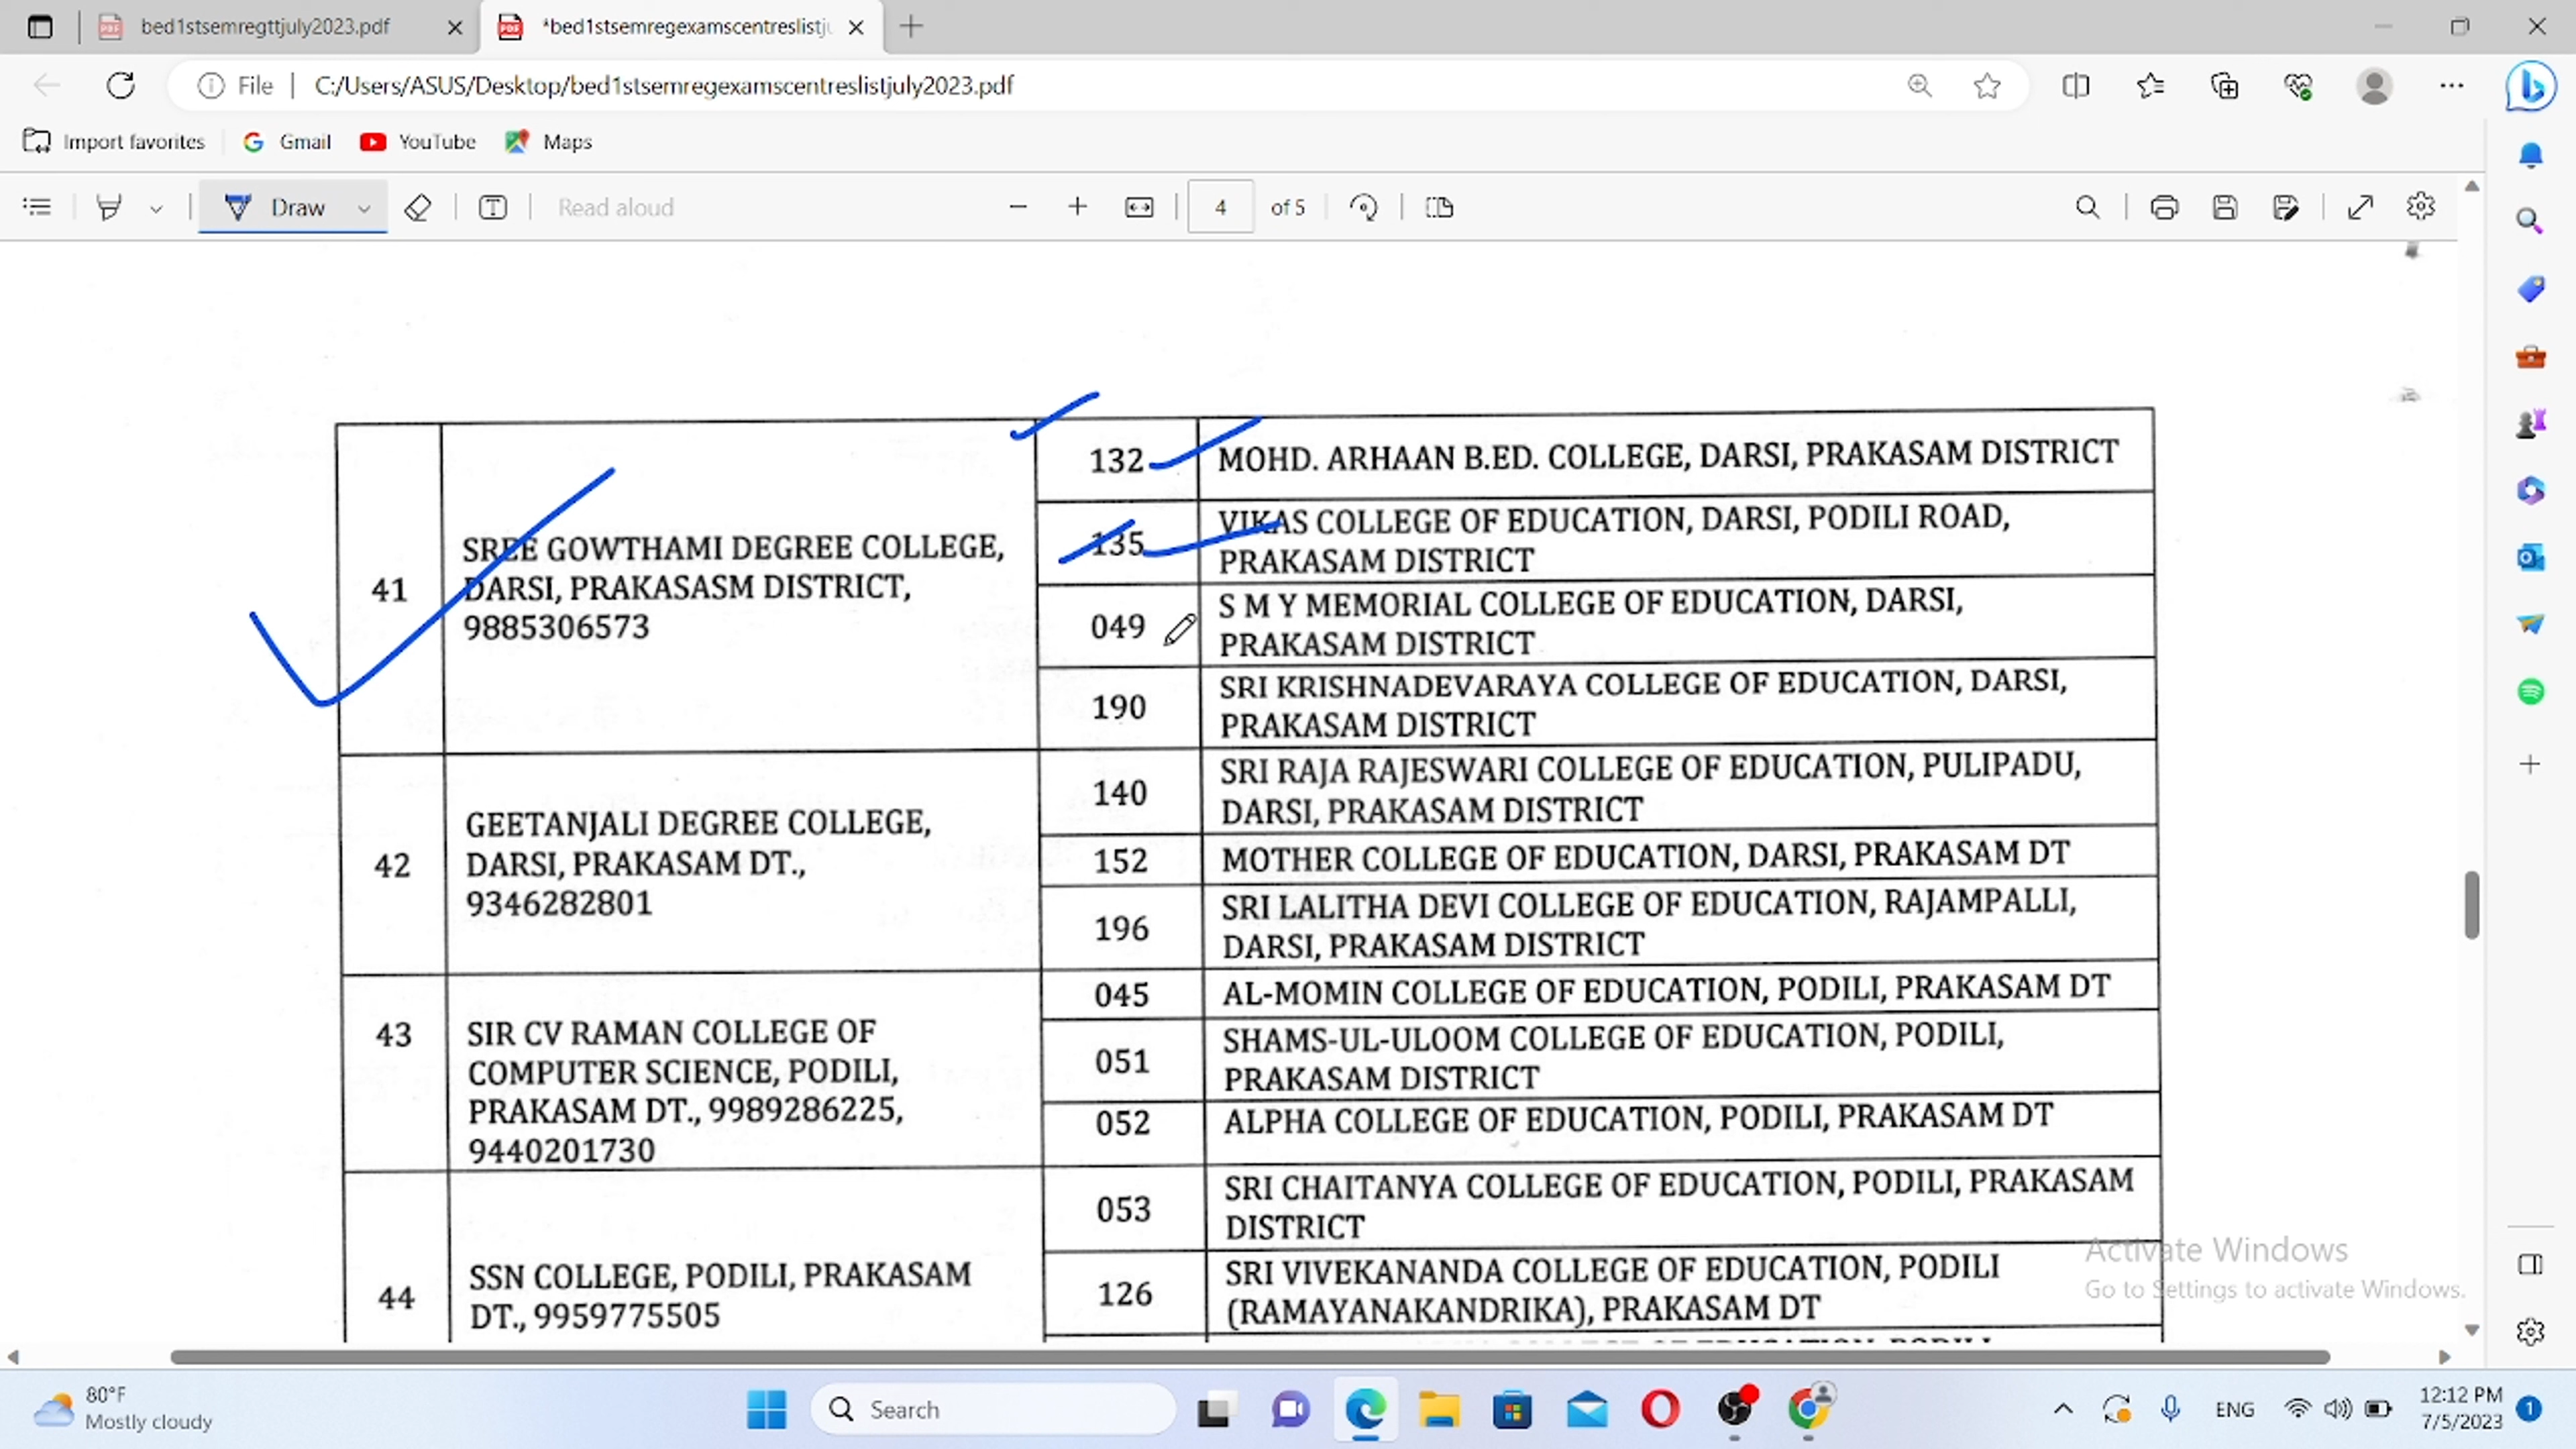 bed1stsemregttjuly2023.pdf
*bed1stsemregexamscentreslistju
File
C:/Users/ASUS/Desktop/bed1stsemregexamscentreslistjuly2023.pdf
Import favorites
Gmail
YouTube
Maps
Draw
Read aloud
4
of 5
41
SREE GOWTHAMI DEGREE COLLEGE,
DARSI, PRAKASASM DISTRICT,
9885306573
132
MOHD. ARHAAN B.ED. COLLEGE, DARSI, PRAKASAM DISTRICT
135
VIKAS COLLEGE OF EDUCATION, DARSI, PODILI ROAD,
PRAKASAM DISTRICT
049
S M Y MEMORIAL COLLEGE OF EDUCATION, DARSI,
PRAKASAM DISTRICT
190
SRI KRISHNADEVARAYA COLLEGE OF EDUCATION, DARSI,
PRAKASAM DISTRICT
42
GEETANJALI DEGREE COLLEGE,
DARSI, PRAKASAM DT.,
9346282801
140
SRI RAJA RAJESWARI COLLEGE OF EDUCATION, PULIPADU,
DARSI, PRAKASAM DISTRICT
152
MOTHER COLLEGE OF EDUCATION, DARSI, PRAKASAM DT
196
SRI LALITHA DEVI COLLEGE OF EDUCATION, RAJAMPALLI,
DARSI, PRAKASAM DISTRICT
43
SIR CV RAMAN COLLEGE OF
COMPUTER SCIENCE, PODILI,
PRAKASAM DT., 9989286225,
9440201730
045
AL-MOMIN COLLEGE OF EDUCATION, PODILI, PRAKASAM DT
051
SHAMS-UL-ULOOM COLLEGE OF EDUCATION, PODILI,
PRAKASAM DISTRICT
052
ALPHA COLLEGE OF EDUCATION, PODILI, PRAKASAM DT
44
SSN COLLEGE, PODILI, PRAKASAM
DT., 9959775505
053
SRI CHAITANYA COLLEGE OF EDUCATION, PODILI, PRAKASAM
DISTRICT
126
SRI VIVEKANANDA COLLEGE OF EDUCATION, PODILI
(RAMAYANAKANDRIKA), PRAKASAM DT
Activate Windows
Go to Settings to activate Windows.
80°F
Mostly cloudy
Search
ENG
12:12 PM
7/5/2023
1